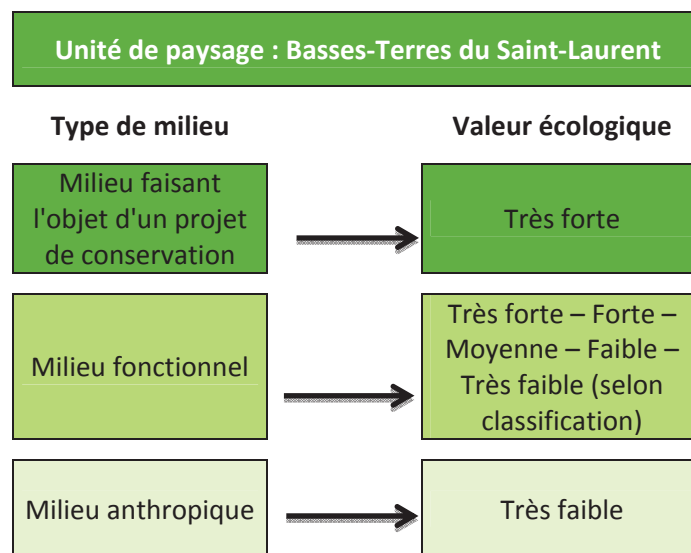 Unité de paysage : Basses-Terres du Saint-Laurent
Type de milieu
Valeur écologique
Milieu faisant
l'objet d'un projet
de conservation
Très forte
Milieu fonctionnel
Très forte – Forte –
Moyenne – Faible –
Très faible (selon
classification)
Milieu anthropique
Très faible